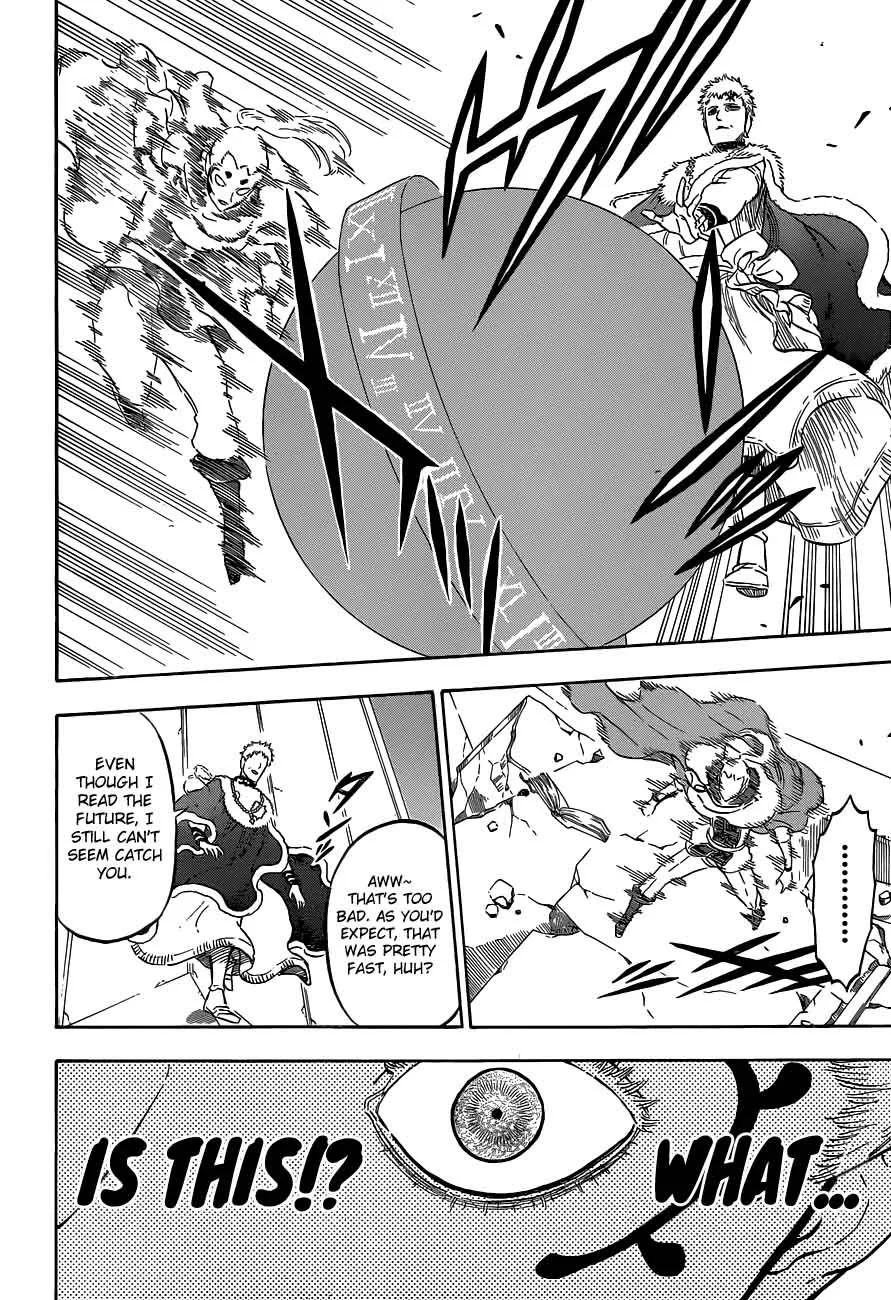 .........
AWW~
THAT'S TOO
BAD. AS YOU'D
EXPECT, THAT
WAS PRETTY
FAST, HUH?
EVEN
THOUGH I
READ THE
FUTURE, I
STILL CAN'T
SEEM CATCH
YOU.
WHAT...
IS THIS!?